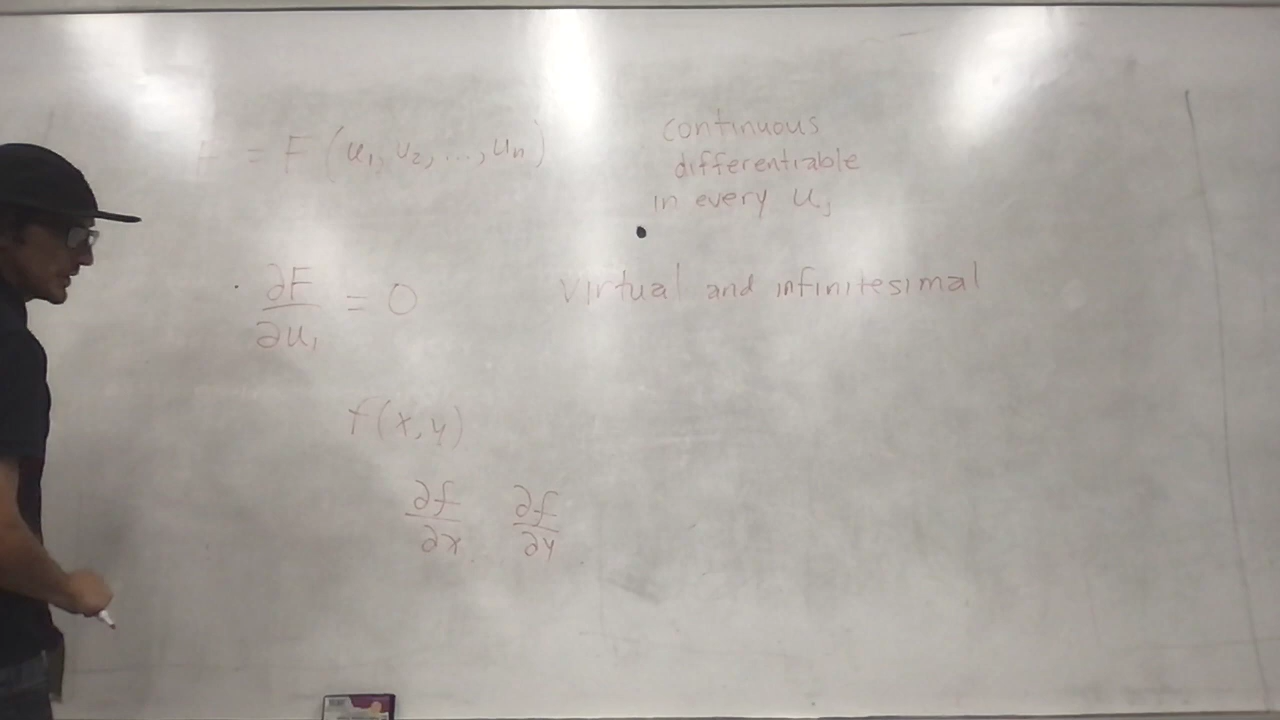 F = F(u₁, u₂, ..., uₙ)
continuous
differentiable
in every uⱼ
∂F/∂u₁ = 0
virtual and infinitesimal
f(x,y)
∂f/∂x ∂f/∂y